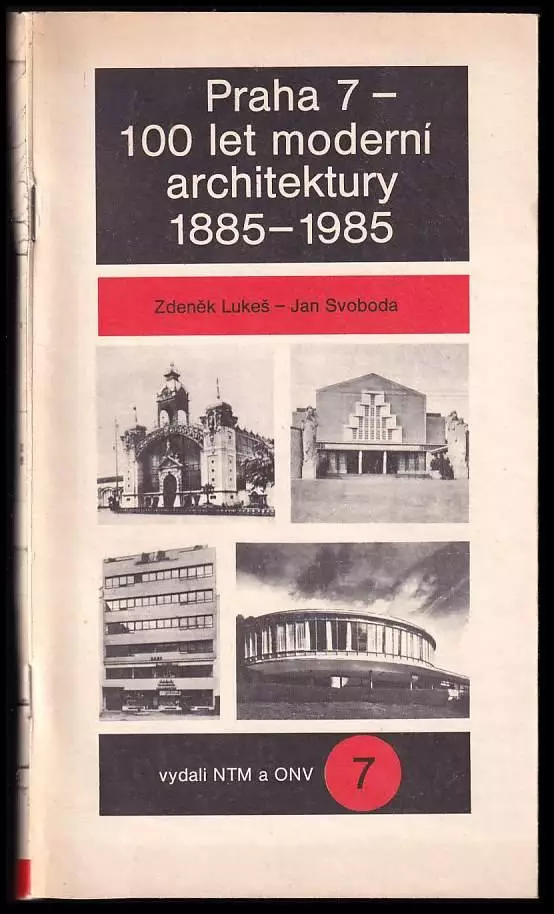 Praha 7 –
100 let moderní
architektury
1885–1985
Zdeněk Lukeš – Jan Svoboda
vydali NTM a ONV 7